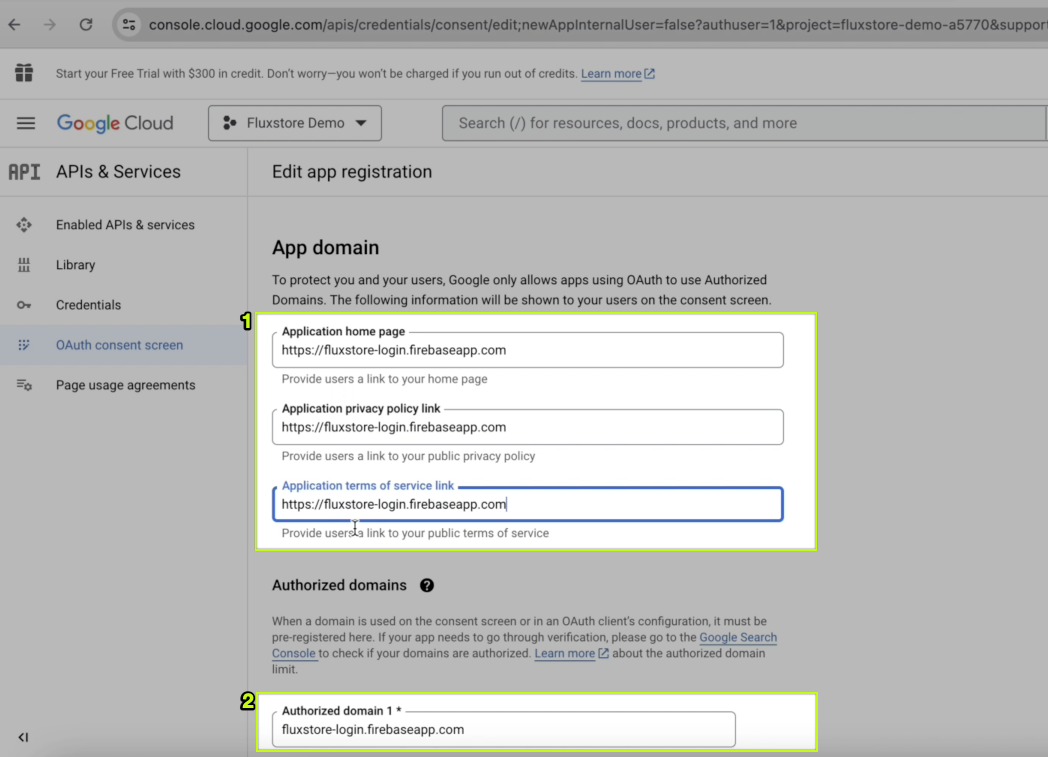 console.cloud.google.com/apis/credentials/consent/edit;newAppInternalUser=false?authuser=1&project=fluxstore-demo-a5770&support
Start your Free Trial with $300 in credit. Don't worry—you won't be charged if you run out of credits. Learn more
Google Cloud
Fluxstore Demo
Search (/) for resources, docs, products, and more
API APIs & Services
Edit app registration
Enabled APIs & services
Library
Credentials
OAuth consent screen
Page usage agreements
App domain
To protect you and your users, Google only allows apps using OAuth to use Authorized
Domains. The following information will be shown to your users on the consent screen.
1
Application home page
https://fluxstore-login.firebaseapp.com
Provide users a link to your home page
Application privacy policy link
https://fluxstore-login.firebaseapp.com
Provide users a link to your public privacy policy
Application terms of service link
https://fluxstore-login.firebaseapp.com
Provide users a link to your public terms of service
Authorized domains
When a domain is used on the consent screen or in an OAuth client's configuration, it must be
pre-registered here. If your app needs to go through verification, please go to the Google Search
Console to check if your domains are authorized. Learn more about the authorized domain
limit.
2
Authorized domain 1 *
fluxstore-login.firebaseapp.com